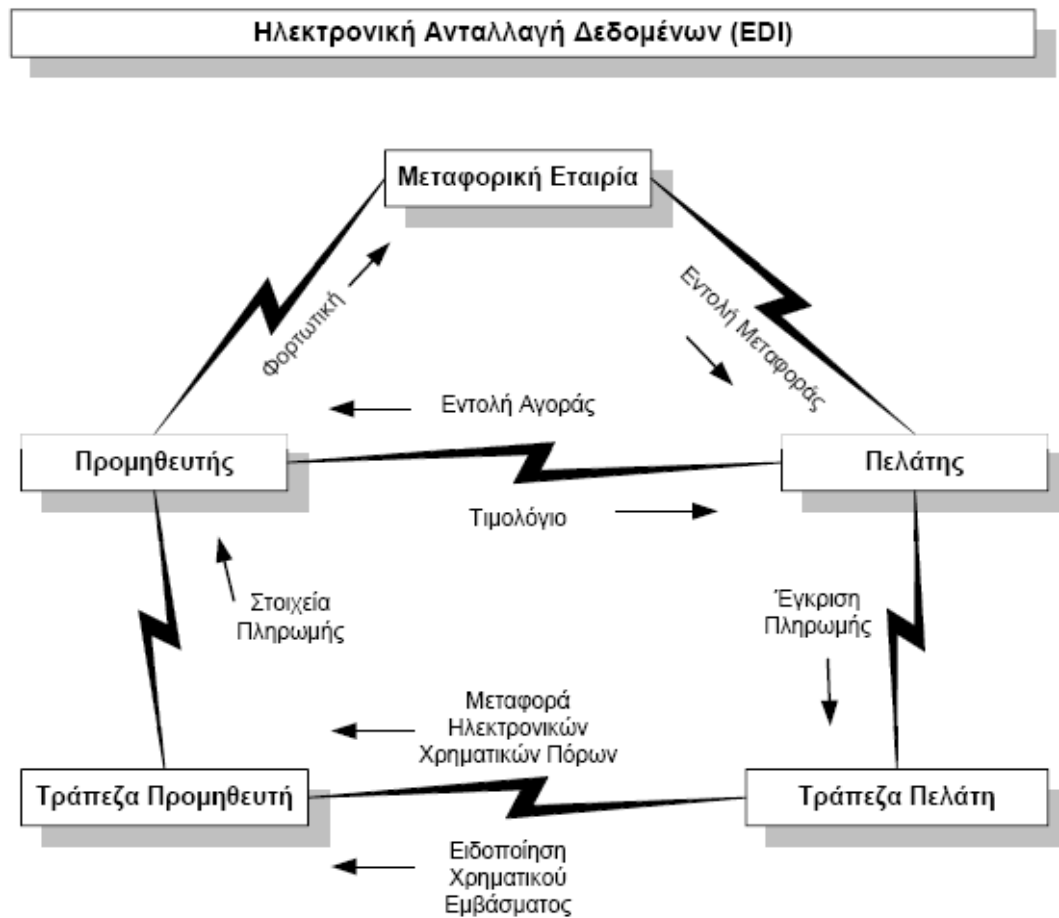 Ηλεκτρονική Ανταλλαγή Δεδομένων (EDI)
Μεταφορική Εταιρία
Φορτωτική
Εντολή Μεταφοράς
Εντολή Αγοράς
Προμηθευτής
Πελάτης
Τιμολόγιο
Στοιχεία
Πληρωμής
Έγκριση
Πληρωμής
Μεταφορά
Ηλεκτρονικών
Χρηματικών Πόρων
Τράπεζα Προμηθευτή
Τράπεζα Πελάτη
Ειδοποίηση
Χρηματικού
Εμβάσματος